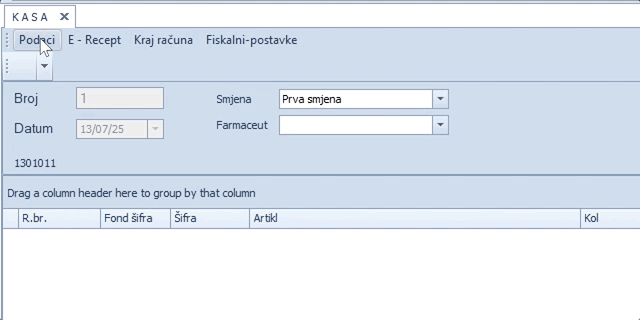 K A S A
Podaci E - Recept Kraj računa Fiskalni-postavke
Broj 1 Smjena Prva smjena
Datum 13/07/25 Farmaceut
1301011
Drag a column header here to group by that column
R.br. Fond šifra Šifra Artikl Kol